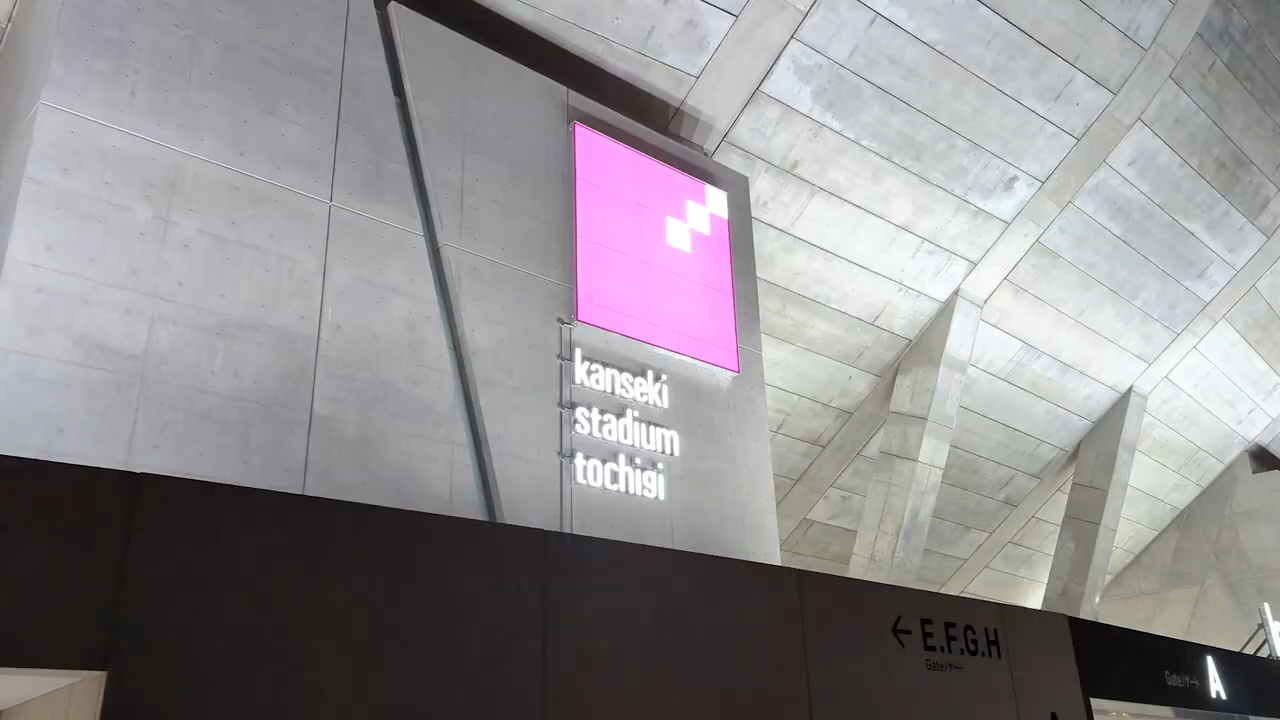 kanseki
stadium
tochigi
← E.F.G.H
Gate/ゲート
Gate/ゲート A